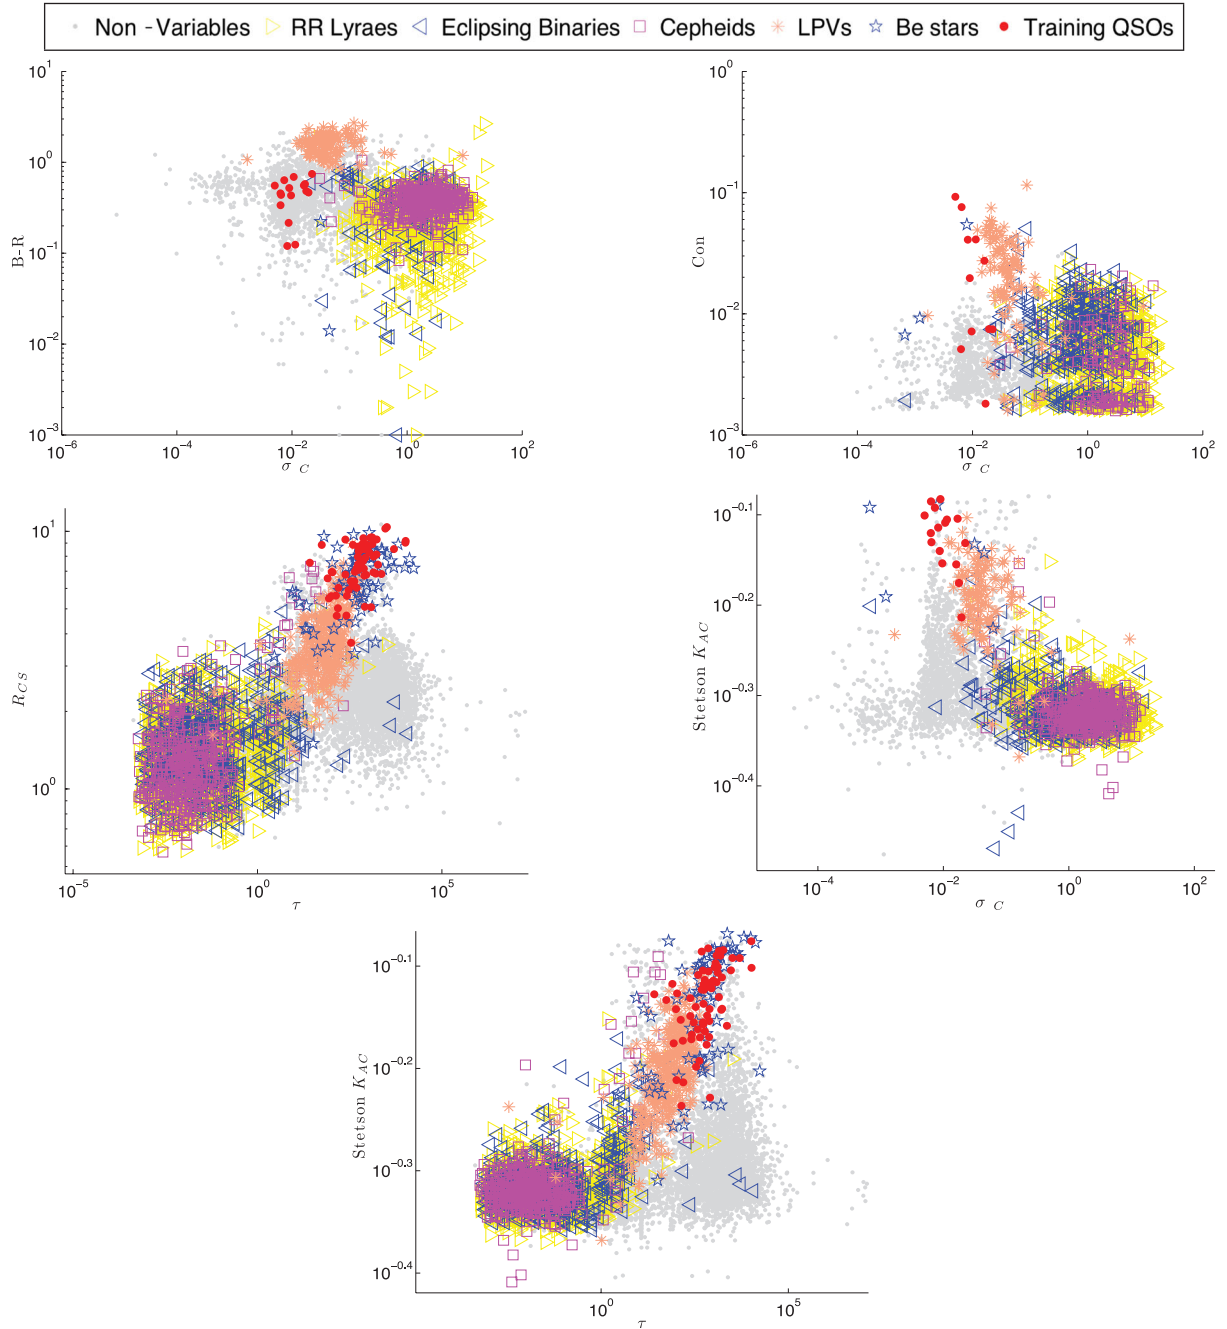 Non - Variables RR Lyraes Eclipsing Binaries Cepheids LPVs Be stars Training QSOs
10^1
10^0
10^-1
10^-2
10^-3
B-R
10^-6 10^-4 10^-2 10^0 10^2
σ C
10^0
10^-1
10^-2
10^-3
Con
10^-6 10^-4 10^-2 10^0 10^2
σ C
10^1
10^0
R_CS
10^-5 10^0 10^5
τ
10^-0.1
10^-0.2
10^-0.3
10^-0.4
Stetson K_AC
10^-4 10^-2 10^0 10^2
σ C
10^-0.1
10^-0.2
10^-0.3
10^-0.4
Stetson K_AC
10^0 10^5
τ